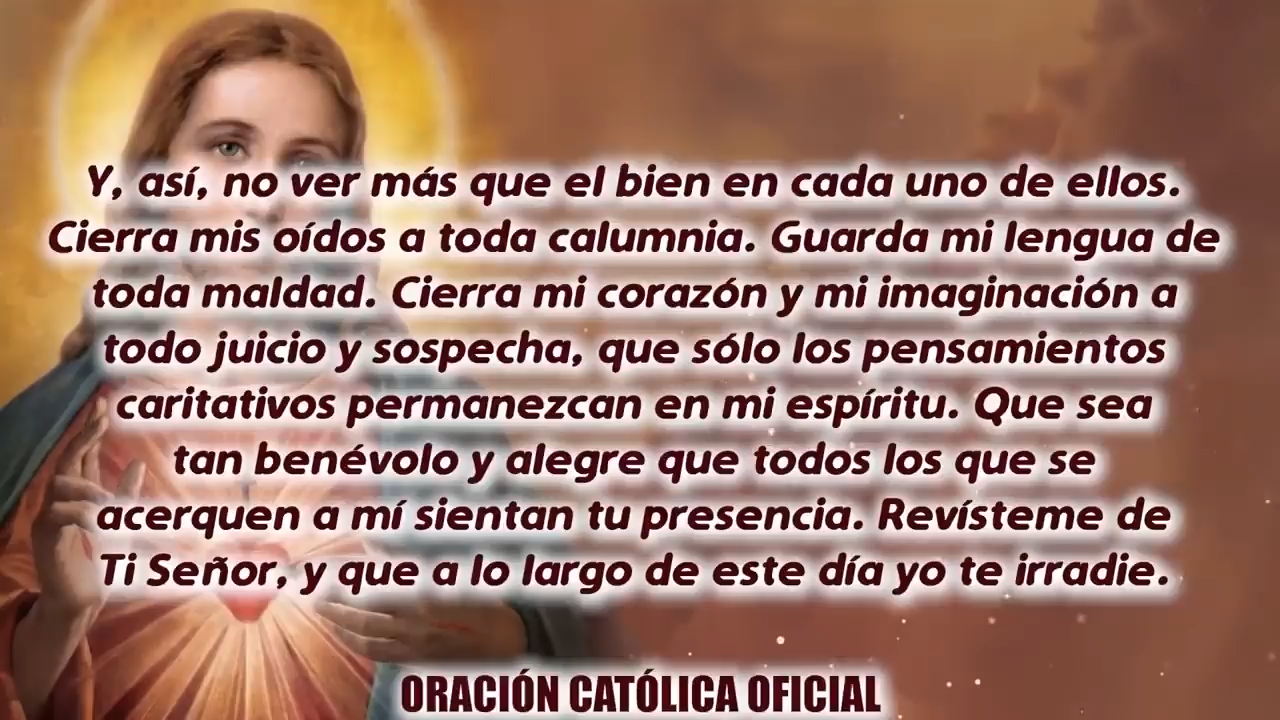 Y, así, no ver más que el bien en cada uno de ellos.
Cierra mis oídos a toda calumnia. Guarda mi lengua de
toda maldad. Cierra mi corazón y mi imaginación a
todo juicio y sospecha, que sólo los pensamientos
caritativos permanezcan en mi espíritu. Que sea
tan benévolo y alegre que todos los que se
acerquen a mí sientan tu presencia. Revísteme de
Ti Señor, y que a lo largo de este día yo te irradie.
ORACIÓN CATÓLICA OFICIAL